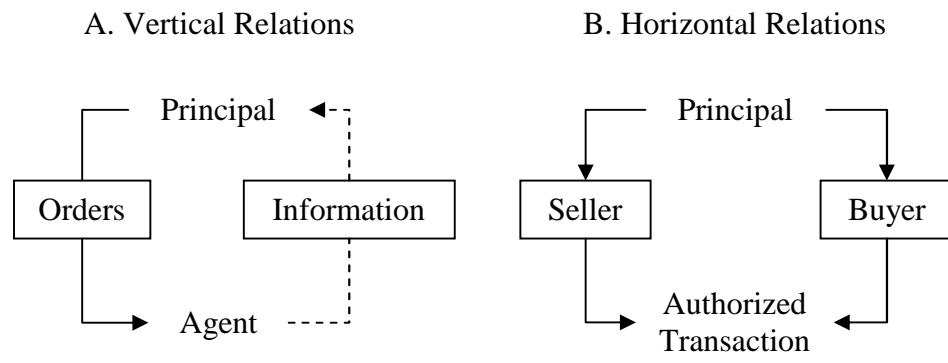 A. Vertical Relations
Principal
Orders
Information
Agent
B. Horizontal Relations
Principal
Seller
Buyer
Authorized
Transaction